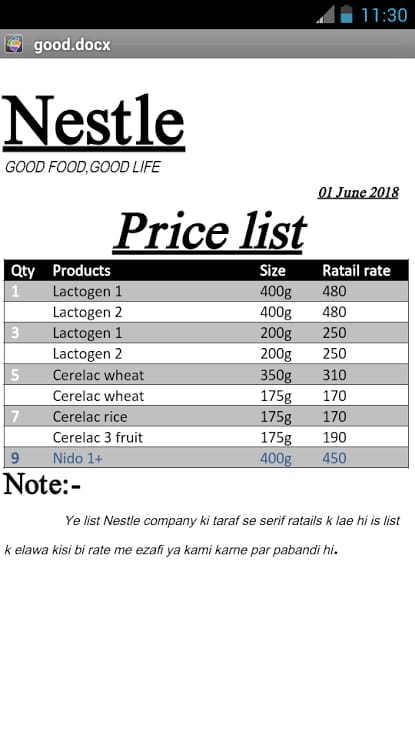 11:30
good.docx
Nestle
GOOD FOOD,GOOD LIFE
01 June 2018
Price list
Qty Products Size Ratail rate
1 Lactogen 1 400g 480
Lactogen 2 400g 480
3 Lactogen 1 200g 250
Lactogen 2 200g 250
5 Cerelac wheat 350g 310
Cerelac wheat 175g 170
7 Cerelac rice 175g 170
Cerelac 3 fruit 175g 190
9 Nido 1+ 400g 450
Note:-
Ye list Nestle company ki taraf se serif ratails k lae hi is list
k elawa kisi bi rate me ezafi ya kami karne par pabandi hi.